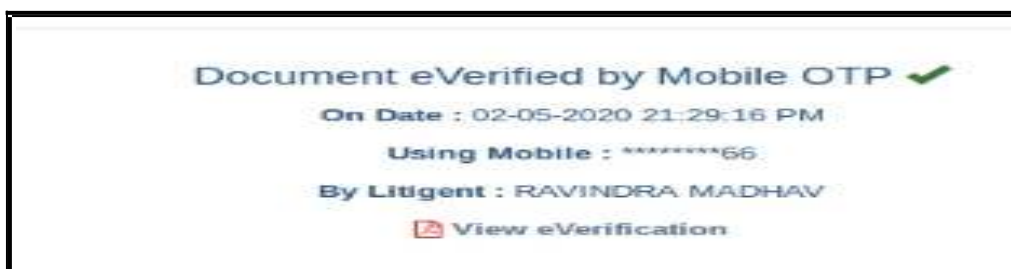 Document eVerified by Mobile OTP
On Date : 02-05-2020 21:29:16 PM
Using Mobile : ********66
By Litigent : RAVINDRA MADHAV
View eVerification